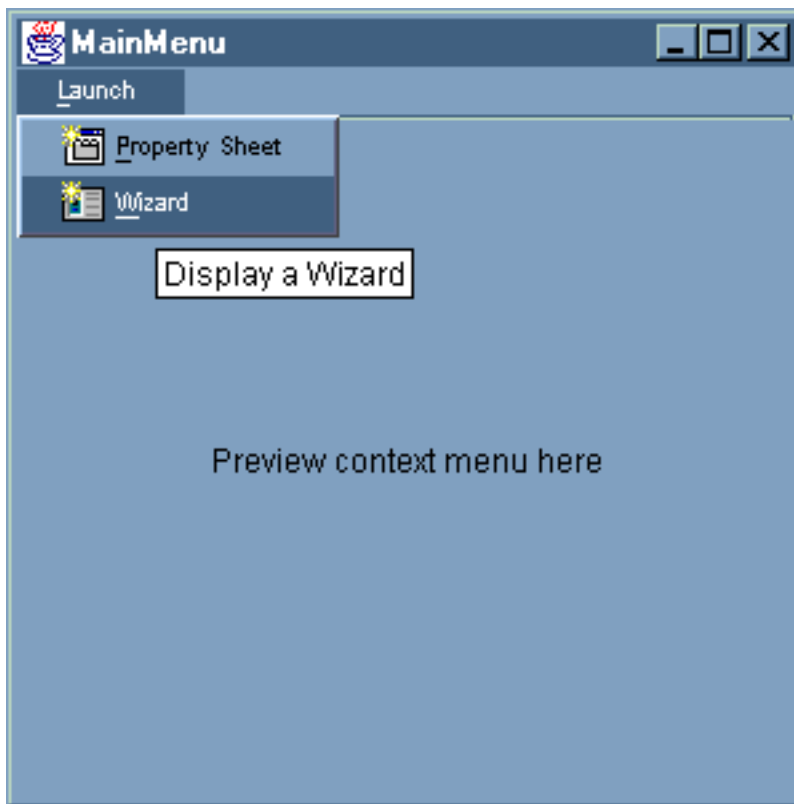 MainMenu
Launch
Property Sheet
Wizard
Display a Wizard
Preview context menu here